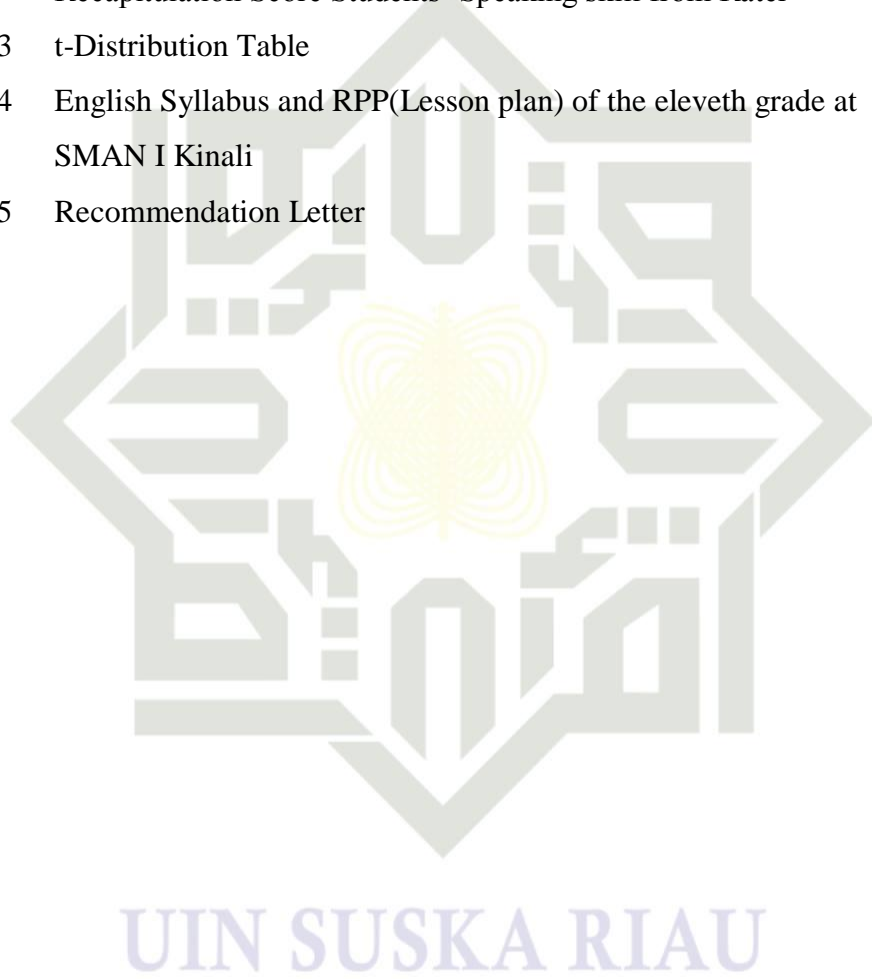 Recapitulation Score Students' Speaking skill from Rater
3 t-Distribution Table
4 English Syllabus and RPP(Lesson plan) of the eleveth grade at
SMAN I Kinali
5 Recommendation Letter
UIN SUSKA RIAU